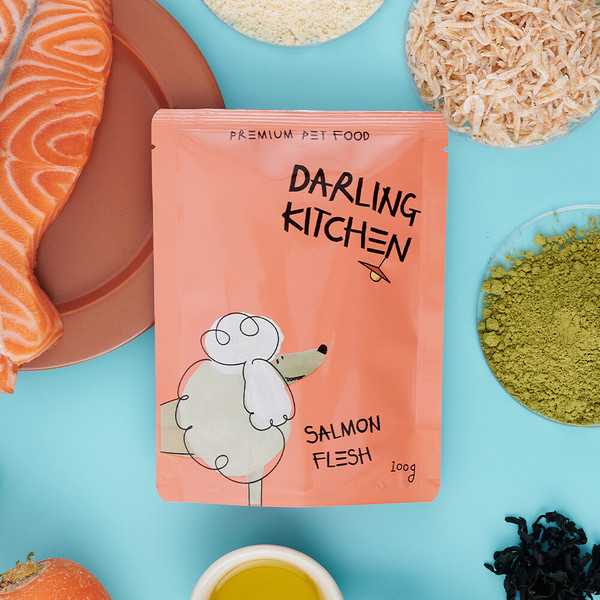 PREMIUM PET FOOD
DARLING
KITCHEN
SALMON
FLESH
100g